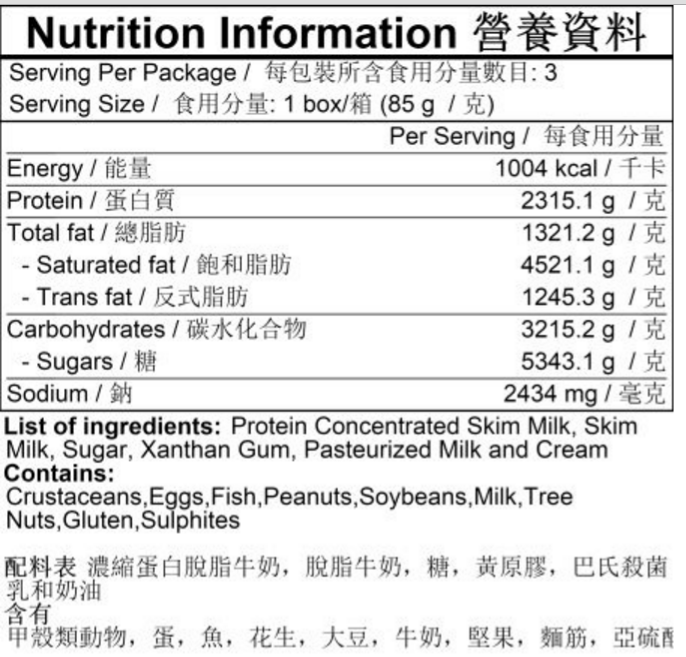 Nutrition Information 營養資料
Serving Per Package / 每包裝所含食用分量數目: 3
Serving Size / 食用分量: 1 box/箱 (85 g / 克)
Per Serving / 每食用分量
Energy / 能量 1004 kcal / 千卡
Protein / 蛋白質 2315.1 g / 克
Total fat / 總脂肪 1321.2 g / 克
- Saturated fat / 飽和脂肪 4521.1 g / 克
- Trans fat / 反式脂肪 1245.3 g / 克
Carbohydrates / 碳水化合物 3215.2 g / 克
- Sugars / 糖 5343.1 g / 克
Sodium / 鈉 2434 mg / 毫克
List of ingredients: Protein Concentrated Skim Milk, Skim
Milk, Sugar, Xanthan Gum, Pasteurized Milk and Cream
Contains:
Crustaceans,Eggs,Fish,Peanuts,Soybeans,Milk,Tree
Nuts,Gluten,Sulphites
配料表 濃縮蛋白脫脂牛奶，脫脂牛奶，糖，黃原膠，巴氏殺菌
乳和奶油
含有
甲殼類動物，蛋，魚，花生，大豆，牛奶，堅果，麵筋，亞硫酸